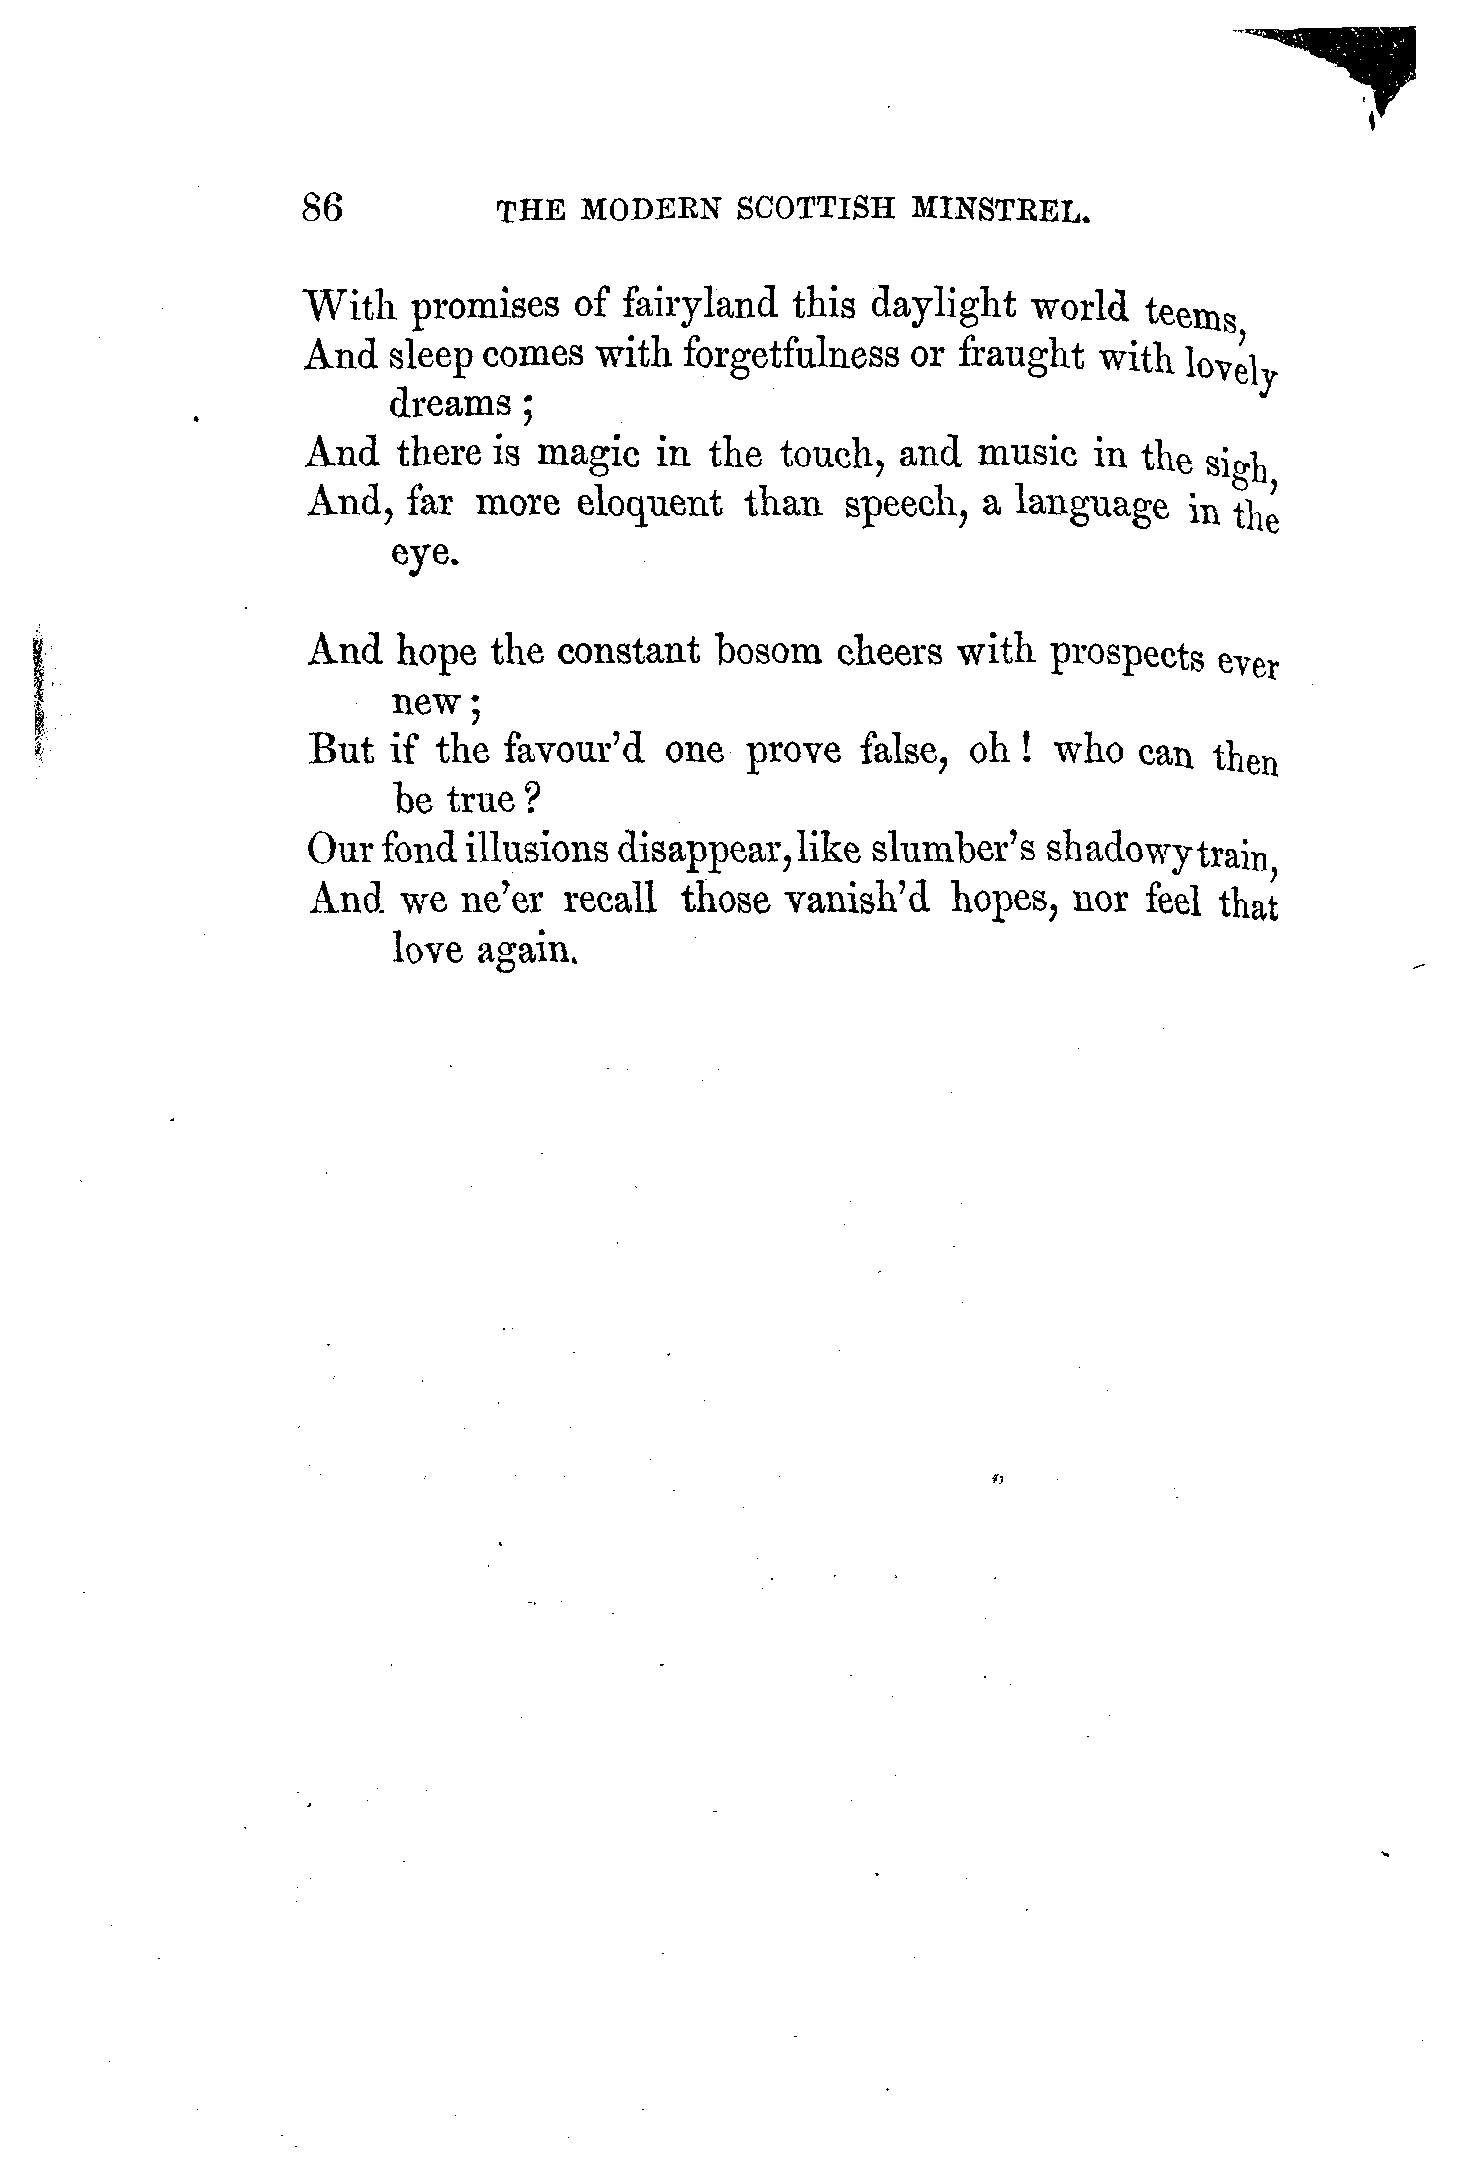 86 THE MODERN SCOTTISH MINSTREL.
With promises of fairyland this daylight world teems,
And sleep comes with forgetfulness or fraught with lovely
dreams ;
And there is magic in the touch, and music in the sigh,
And, far more eloquent than speech, a language in the
eye.
And hope the constant bosom cheers with prospects ever
new ;
But if the favour'd one prove false, oh ! who can then
be true ?
Our fond illusions disappear, like slumber's shadowy train,
And we ne'er recall those vanish'd hopes, nor feel that
love again.